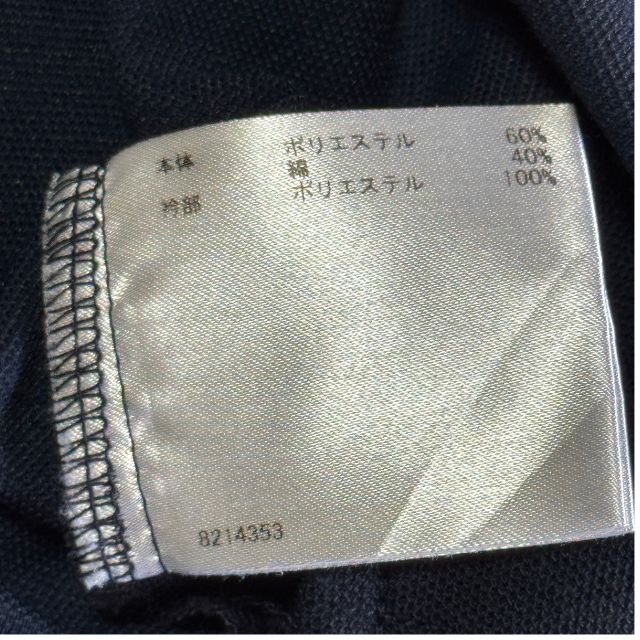 本体 ポリエステル 60%
綿 40%
衿部 ポリエステル 100%
8214353